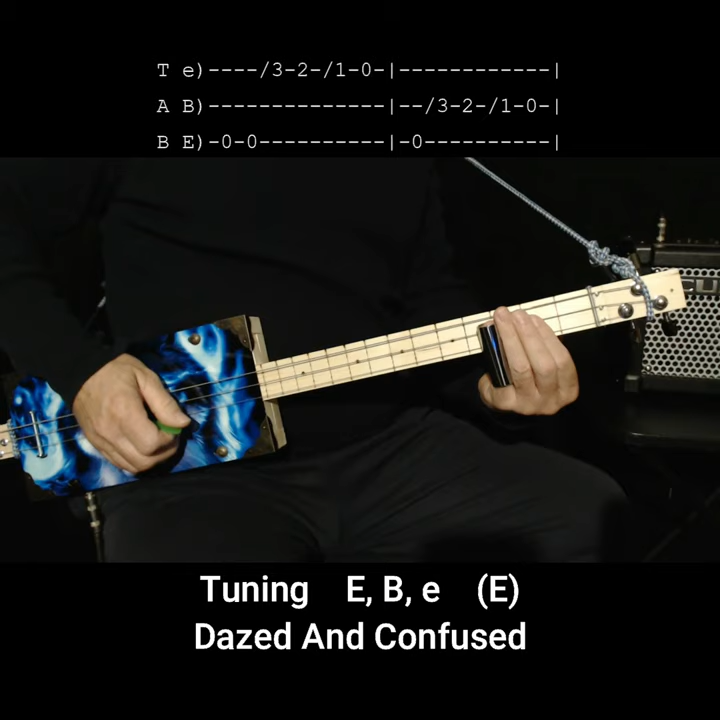 T e)----/3-2-/1-0-|------------|
A B)--------------|--/3-2-/1-0-|
B E)-0-0----------|-0----------|
Tuning E, B, e (E)
Dazed And Confused